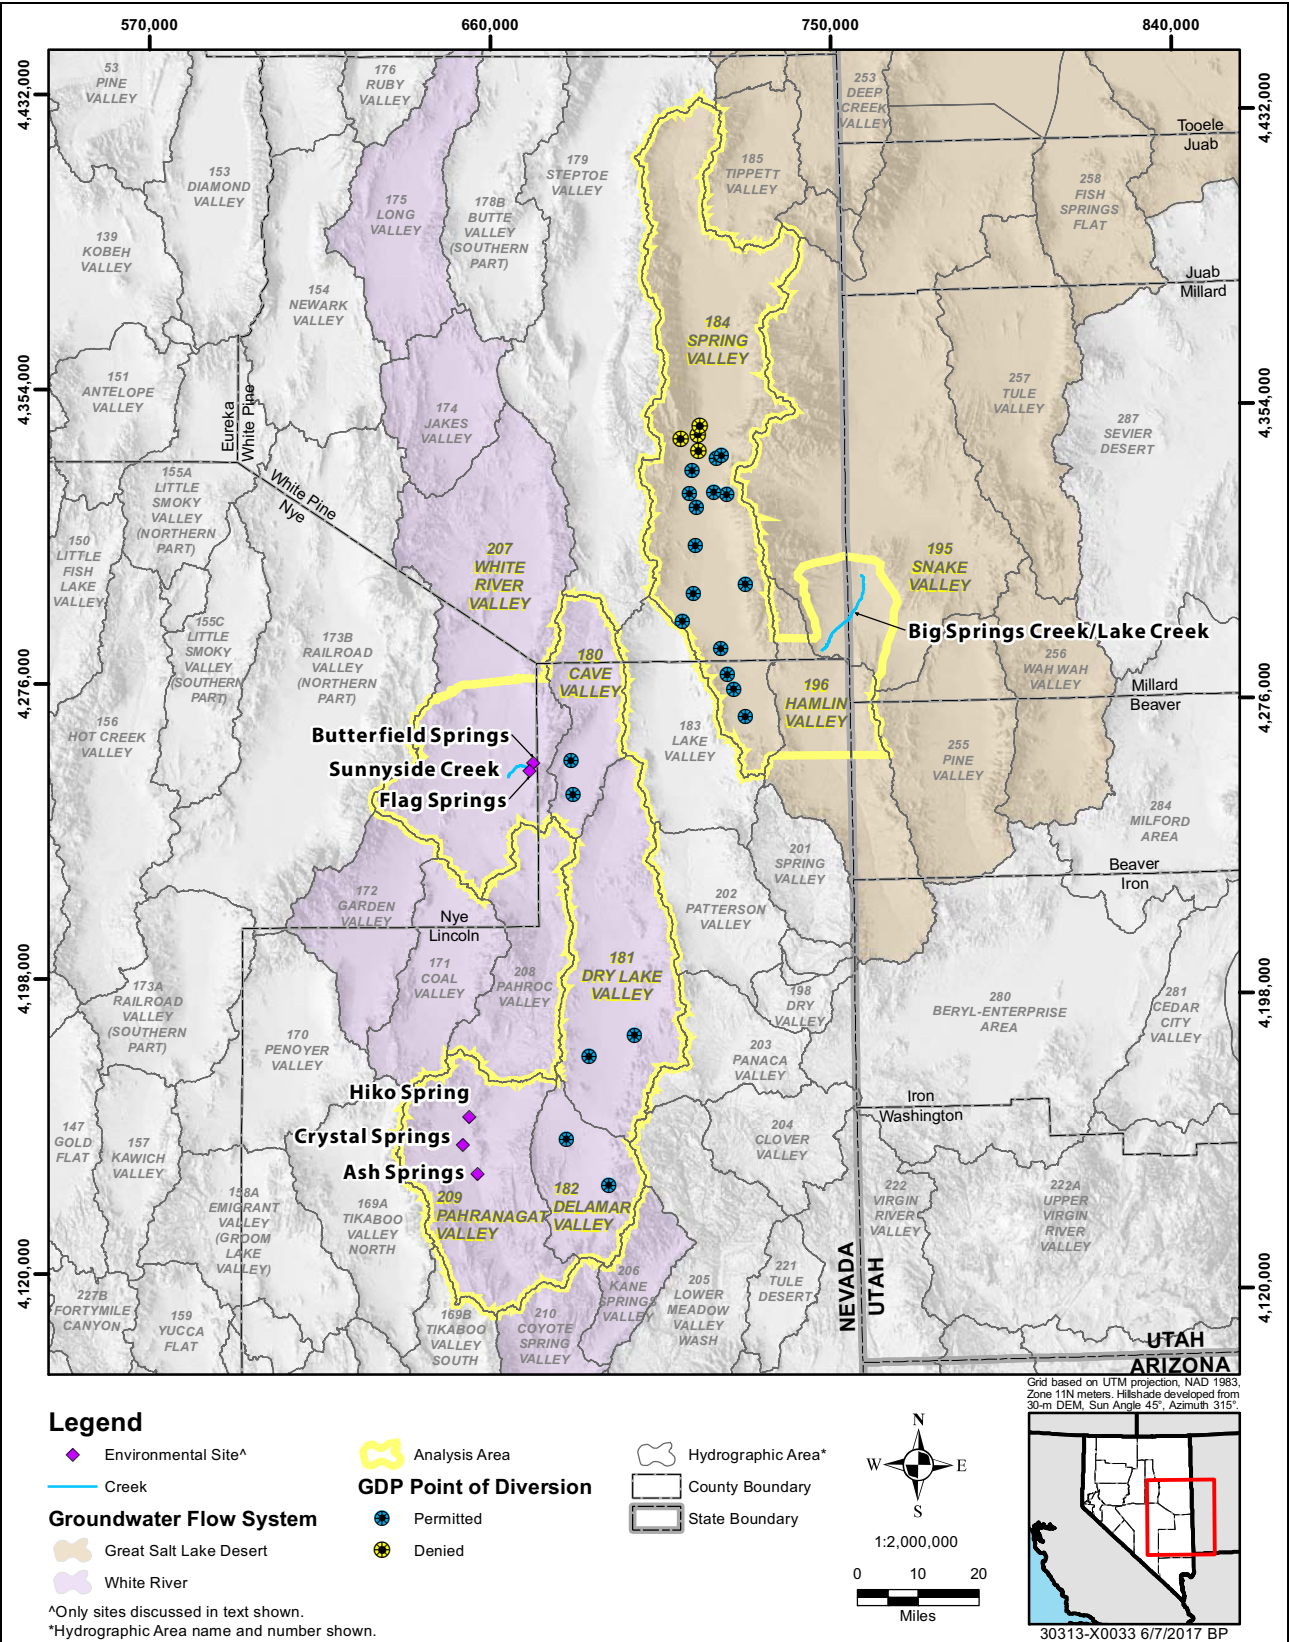 570,000
660,000
750,000
840,000
4,432,000
4,354,000
4,276,000
4,198,000
4,120,000
4,432,000
4,354,000
4,276,000
4,198,000
4,120,000
53
PINE
VALLEY
176
RUBY
VALLEY
253
DEEP
CREEK
VALLEY
Tooele
Juab
153
DIAMOND
VALLEY
179
STEPTOE
VALLEY
185
TIPPETT
VALLEY
258
FISH
SPRINGS
FLAT
175
LONG
VALLEY
178B
BUTTE
VALLEY
(SOUTHERN
PART)
139
KOBEH
VALLEY
154
NEWARK
VALLEY
Juab
Millard
184
SPRING
VALLEY
151
ANTELOPE
VALLEY
Eureka
White Pine
174
JAKES
VALLEY
257
TULE
VALLEY
287
SEVIER
DESERT
155A
LITTLE
SMOKY
VALLEY
(NORTHERN
PART)
White Pine
Nye
150
LITTLE
FISH
LAKE
VALLEY
207
WHITE
RIVER
VALLEY
195
SNAKE
VALLEY
155C
LITTLE
SMOKY
VALLEY
(SOUTHERN
PART)
173B
RAILROAD
VALLEY
(NORTHERN
PART)
Big Springs Creek/Lake Creek
180
CAVE
VALLEY
256
WAH WAH
VALLEY
196
HAMLIN
VALLEY
Millard
Beaver
156
HOT CREEK
VALLEY
183
LAKE
VALLEY
Butterfield Springs
Sunnyside Creek
Flag Springs
255
PINE
VALLEY
284
MILFORD
AREA
201
SPRING
VALLEY
Beaver
Iron
172
GARDEN
VALLEY
202
PATTERSON
VALLEY
Nye
Lincoln
171
COAL
VALLEY
208
PAHROC
VALLEY
181
DRY LAKE
VALLEY
173A
RAILROAD
VALLEY
(SOUTHERN
PART)
198
DRY
VALLEY
280
BERYL-ENTERPRISE
AREA
281
CEDAR
CITY
VALLEY
170
PENOYER
VALLEY
203
PANACA
VALLEY
Hiko Spring
Crystal Springs
Ash Springs
Iron
Washington
147
GOLD
FLAT
157
KAWICH
VALLEY
204
CLOVER
VALLEY
158A
EMIGRANT
VALLEY
(GROOM
LAKE
VALLEY)
169A
TIKABOO
VALLEY
NORTH
209
PAHRANAGAT
VALLEY
182
DELAMAR
VALLEY
222
VIRGIN
RIVER
VALLEY
222A
UPPER
VIRGIN
RIVER
VALLEY
227B
FORTYMILE
CANYON
159
YUCCA
FLAT
169B
TIKABOO
VALLEY
SOUTH
210
COYOTE
SPRING
VALLEY
206
KANE
SPRINGS
VALLEY
205
LOWER
MEADOW
VALLEY
WASH
221
TULE
DESERT
NEVADA
UTAH
UTAH
ARIZONA
Grid based on UTM projection, NAD 1983,
Zone 11N meters. Hillshade developed from
30-m DEM, Sun Angle 45°, Azimuth 315°.
Legend
Environmental Site^
Creek
Groundwater Flow System
Great Salt Lake Desert
White River
Analysis Area
GDP Point of Diversion
Permitted
Denied
Hydrographic Area*
County Boundary
State Boundary
N
W
E
S
1:2,000,000
0 10 20
Miles
^Only sites discussed in text shown.
*Hydrographic Area name and number shown.
30313-X0033 6/7/2017 BP